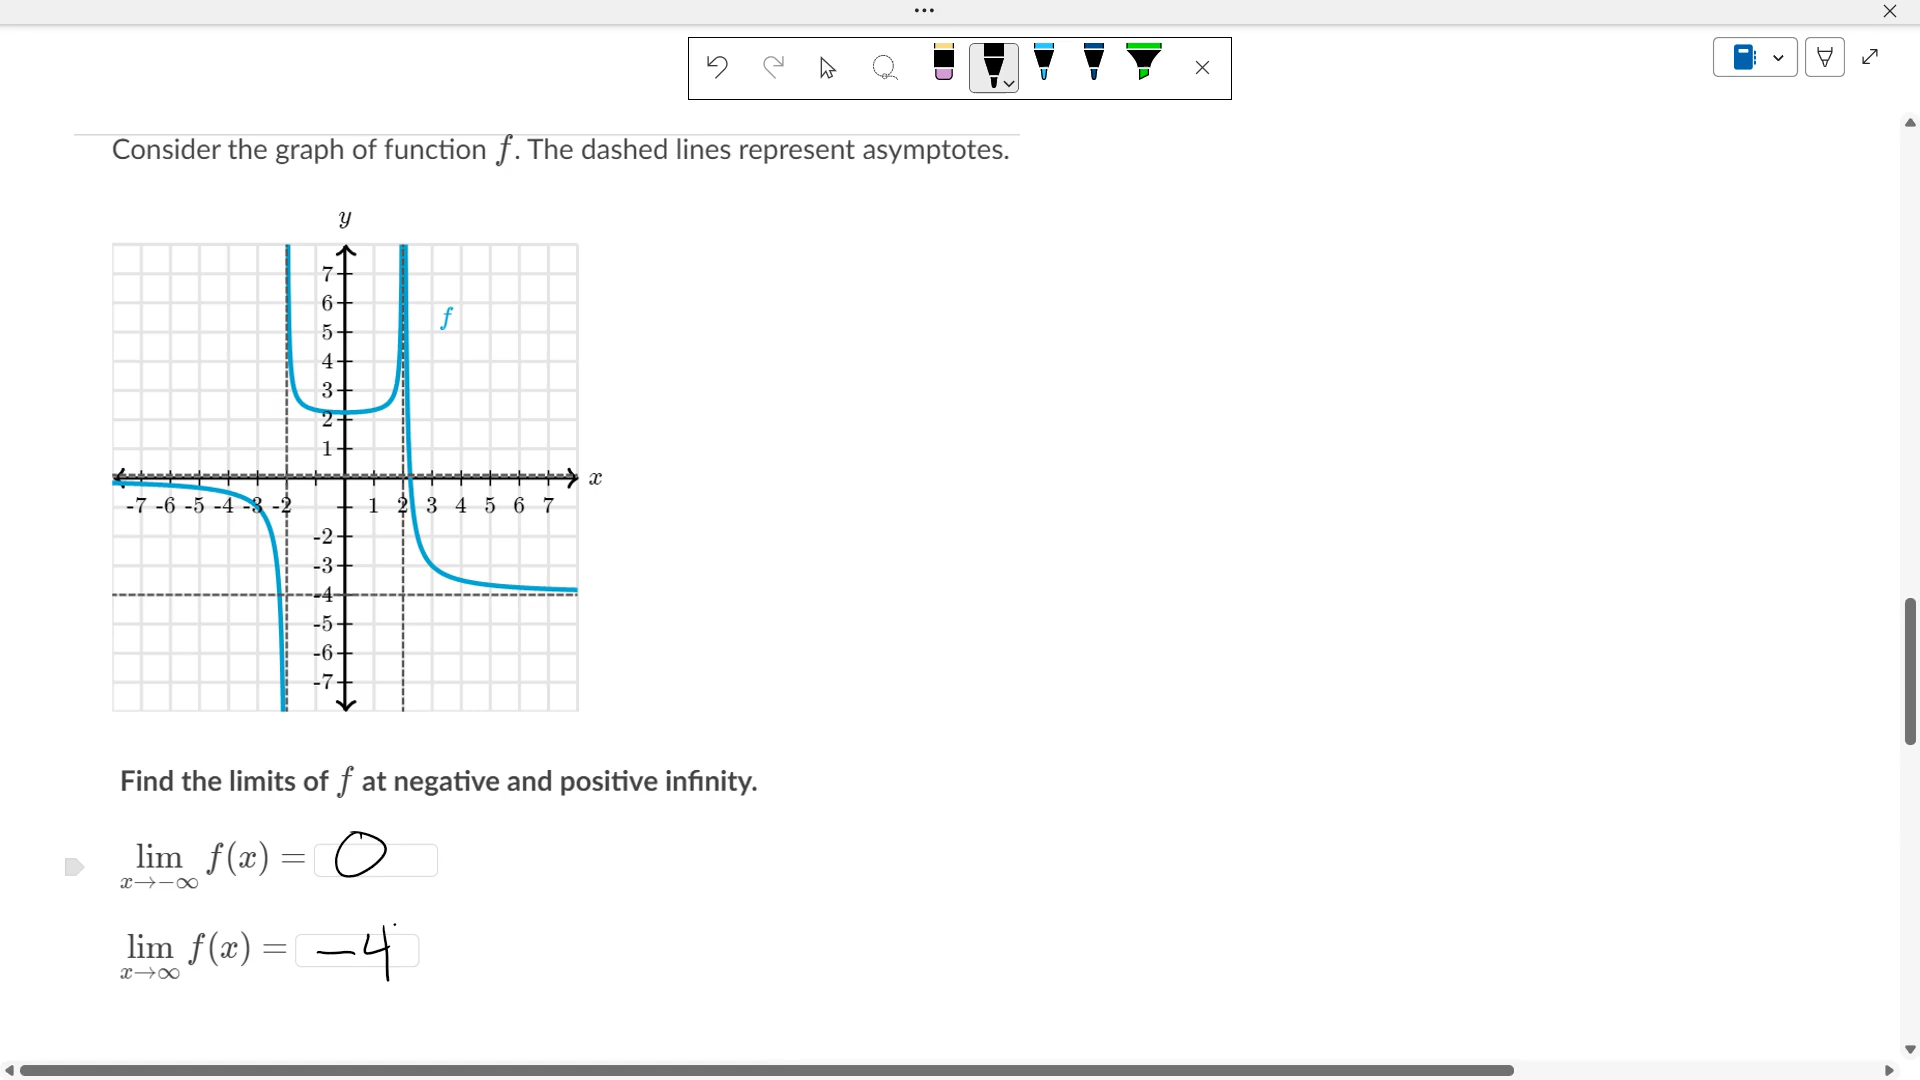 Consider the graph of function f. The dashed lines represent asymptotes.
y
7
6
5
4
3
2
1
x
-7 -6 -5 -4 -3 -2 1 2 3 4 5 6 7
-2
-3
-4
-5
-6
-7
f
Find the limits of f at negative and positive infinity.
lim f(x) = 0
x→−∞
lim f(x) = −4
x→∞